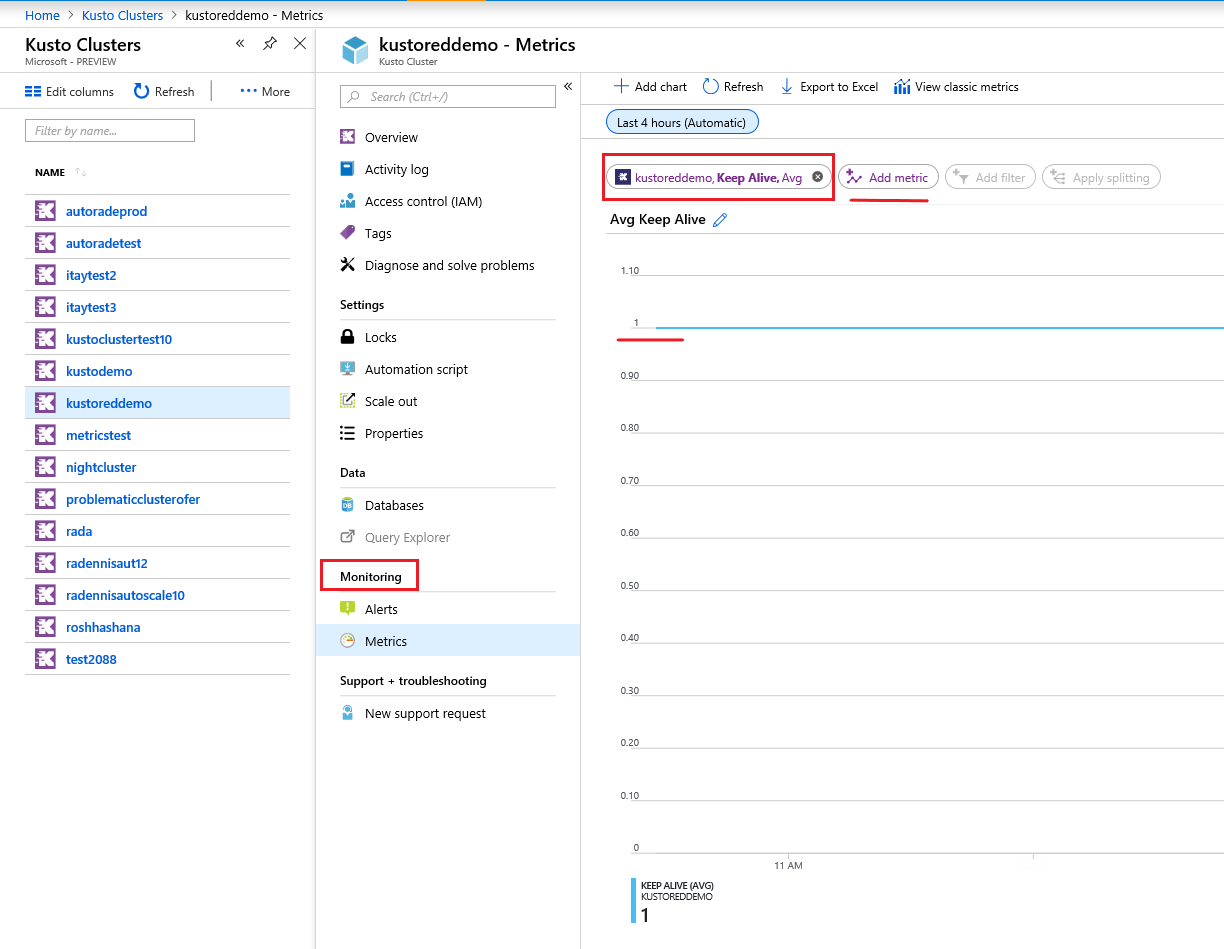 Home > Kusto Clusters > kustoreddemo - Metrics
Kusto Clusters
Microsoft - PREVIEW
Edit columns Refresh More
Filter by name...
NAME
autoradeprod
autoradetest
itaytest2
itaytest3
kustoclustertest10
kustodemo
kustoreddemo
metricstest
nightcluster
problematicclusterofer
rada
radennisaut12
radennisautoscale10
roshhashana
test2088
kustoreddemo - Metrics
Kusto Cluster
Search (Ctrl+/)
Overview
Activity log
Access control (IAM)
Tags
Diagnose and solve problems
Settings
Locks
Automation script
Scale out
Properties
Data
Databases
Query Explorer
Monitoring
Alerts
Metrics
Support + troubleshooting
New support request
Add chart Refresh Export to Excel View classic metrics
Last 4 hours (Automatic)
kustoreddemo, Keep Alive, Avg Add metric Add filter Apply splitting
Avg Keep Alive
1.10
1
0.90
0.80
0.70
0.60
0.50
0.40
0.30
0.20
0.10
0
11 AM
KEEP ALIVE (AVG)
KUSTOREDDEMO
1